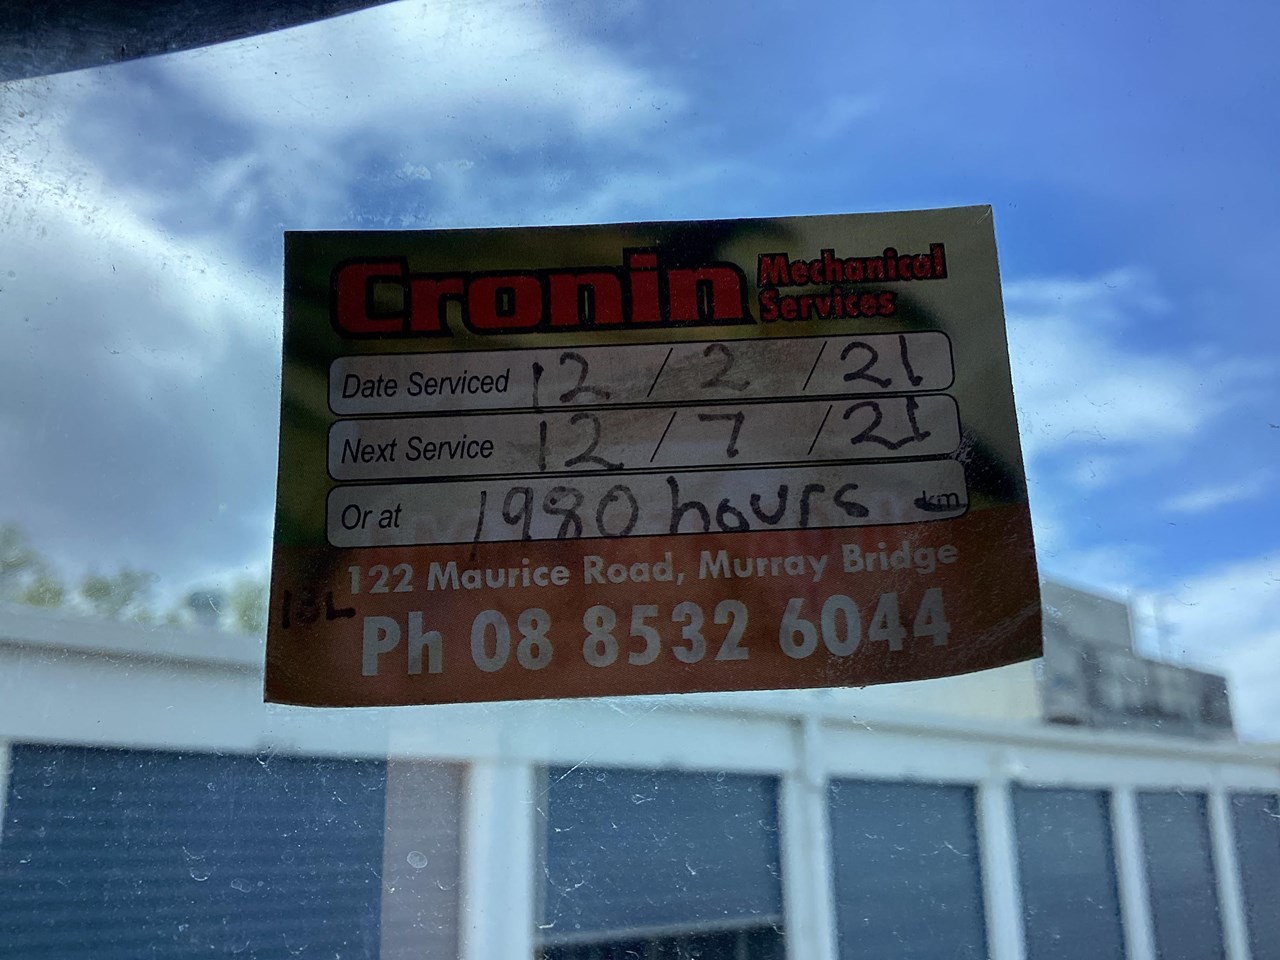 Cronin Mechanical Services
Date Serviced 12 / 2 / 21
Next Service 12 / 7 / 21
Or at 1980 hours km
122 Maurice Road, Murray Bridge
18L
Ph 08 8532 6044